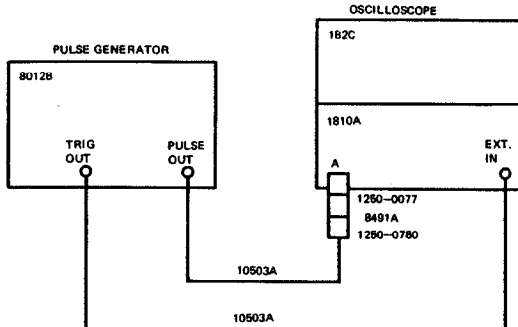 OSCILLOSCOPE
182C
PULSE GENERATOR
8012B
1810A
TRIG
OUT
PULSE
OUT
EXT.
IN
A
1250-0077
8491A
1250-0780
10503A
10503A